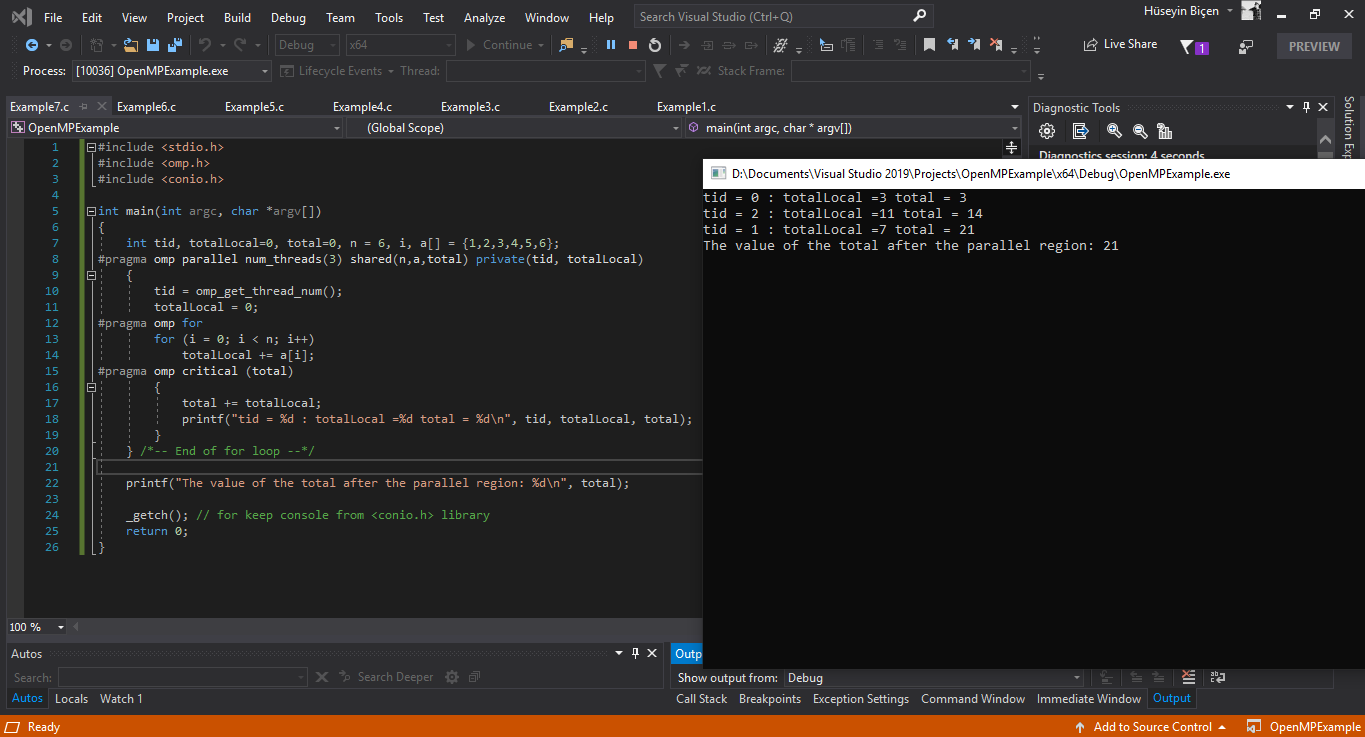 File Edit View Project Build Debug Team Tools Test Analyze Window Help Search Visual Studio (Ctrl+Q) Hüseyin Biçen
Debug x64 Continue Live Share 1 PREVIEW
Process: [10036] OpenMPExample.exe Lifecycle Events Thread: Stack Frame:
Example7.c Example6.c Example5.c Example4.c Example3.c Example2.c Example1.c
OpenMPExample (Global Scope) main(int argc, char * argv[])
1 #include <stdio.h>
2 #include <omp.h>
3 #include <conio.h>
4
5 int main(int argc, char *argv[])
6 {
7 int tid, totalLocal=0, total=0, n = 6, i, a[] = {1,2,3,4,5,6};
8 #pragma omp parallel num_threads(3) shared(n,a,total) private(tid, totalLocal)
9 {
10 tid = omp_get_thread_num();
11 totalLocal = 0;
12 #pragma omp for
13 for (i = 0; i < n; i++)
14 totalLocal += a[i];
15 #pragma omp critical (total)
16 {
17 total += totalLocal;
18 printf("tid = %d : totalLocal =%d total = %d\n", tid, totalLocal, total);
19 }
20 } /*-- End of for loop --*/
21
22 printf("The value of the total after the parallel region: %d\n", total);
23
24 _getch(); // for keep console from <conio.h> library
25 return 0;
26 }
100 %
Diagnostic Tools
Diagnostics session: 4 seconds
Solution Exp
D:\Documents\Visual Studio 2019\Projects\OpenMPExample\x64\Debug\OpenMPExample.exe
tid = 0 : totalLocal =3 total = 3
tid = 2 : totalLocal =11 total = 14
tid = 1 : totalLocal =7 total = 21
The value of the total after the parallel region: 21
Autos
Search: Search Deeper
Autos Locals Watch 1
Outp
Show output from: Debug
Call Stack Breakpoints Exception Settings Command Window Immediate Window Output
Ready Add to Source Control OpenMPExample